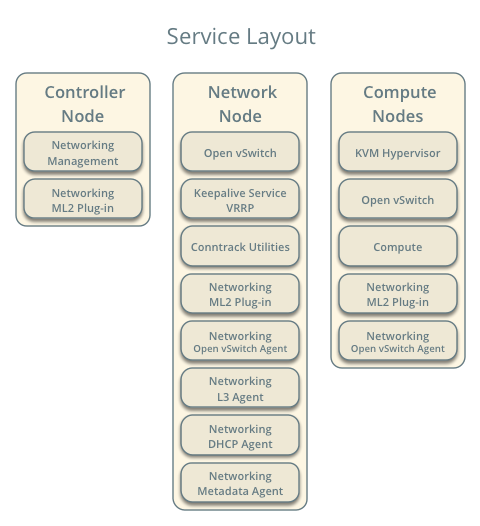 Service Layout
Controller
Node
Networking
Management
Networking
ML2 Plug-in
Network
Node
Open vSwitch
Keepalive Service
VRRP
Conntrack Utilities
Networking
ML2 Plug-in
Networking
Open vSwitch Agent
Networking
L3 Agent
Networking
DHCP Agent
Networking
Metadata Agent
Compute
Nodes
KVM Hypervisor
Open vSwitch
Compute
Networking
ML2 Plug-in
Networking
Open vSwitch Agent